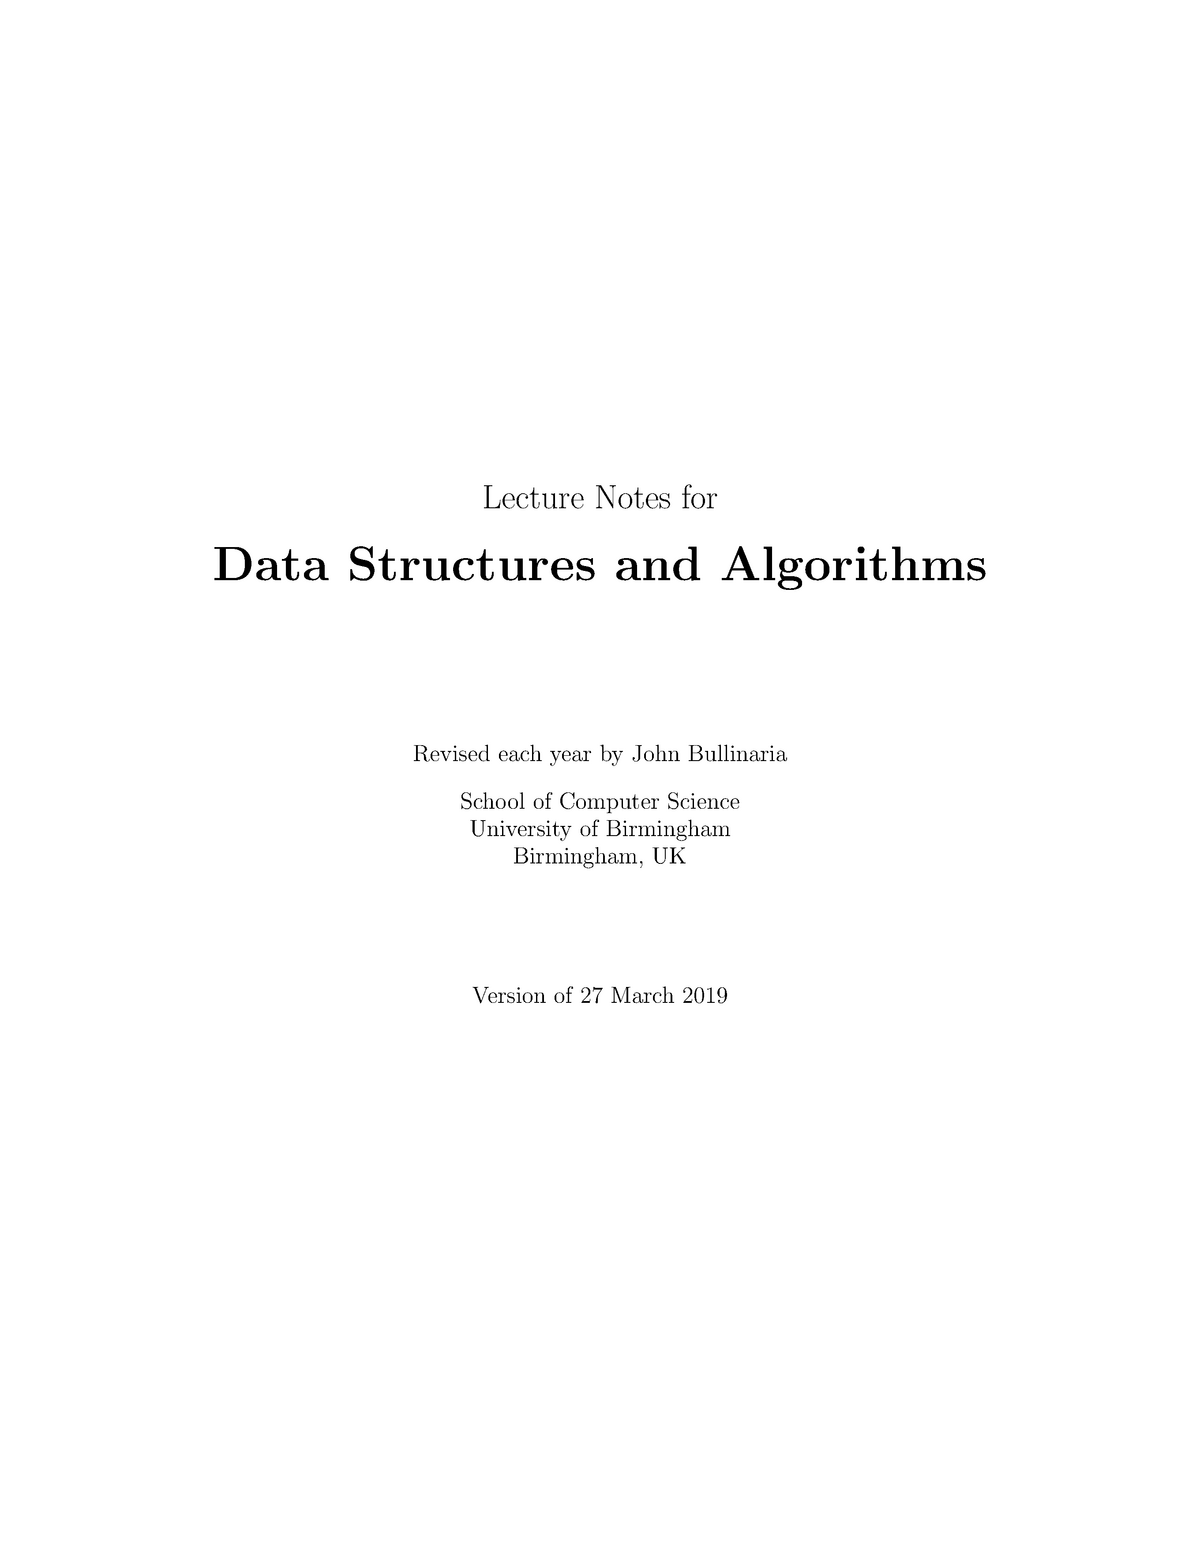 Lecture Notes for
Data Structures and Algorithms
Revised each year by John Bullinaria
School of Computer Science
University of Birmingham
Birmingham, UK
Version of 27 March 2019